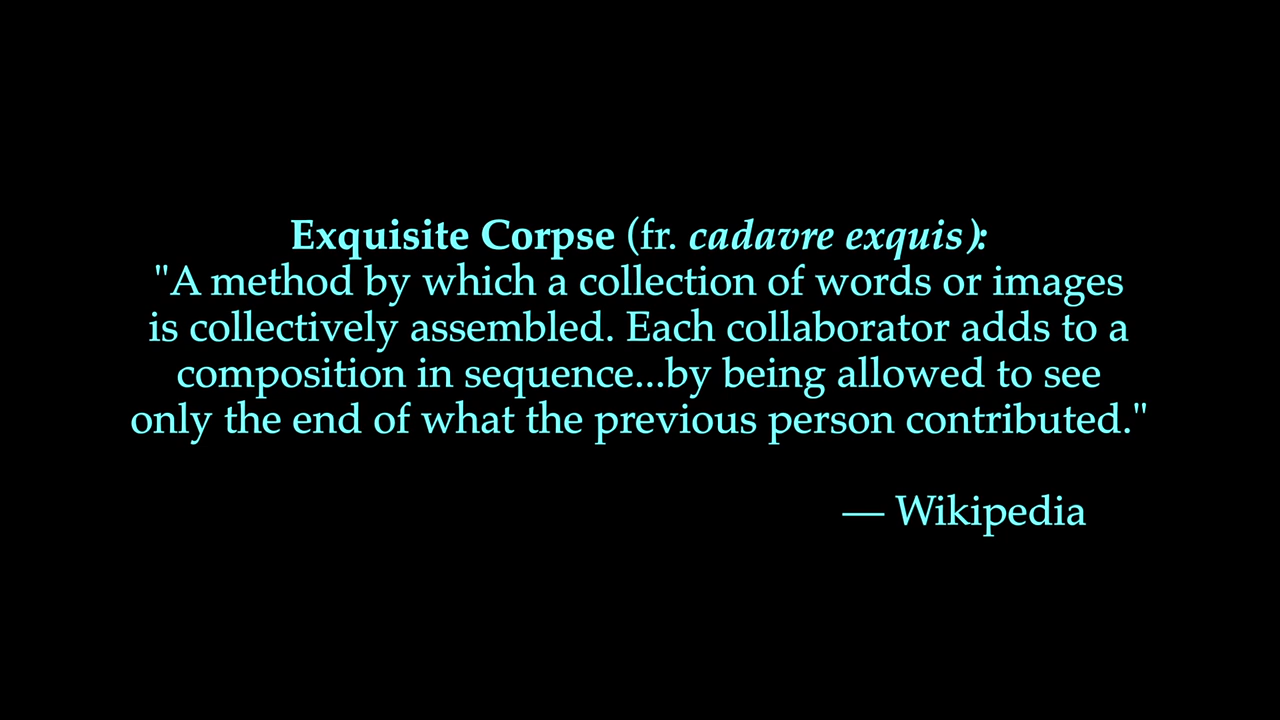 Exquisite Corpse (fr. cadavre exquis):
"A method by which a collection of words or images
is collectively assembled. Each collaborator adds to a
composition in sequence...by being allowed to see
only the end of what the previous person contributed."
— Wikipedia